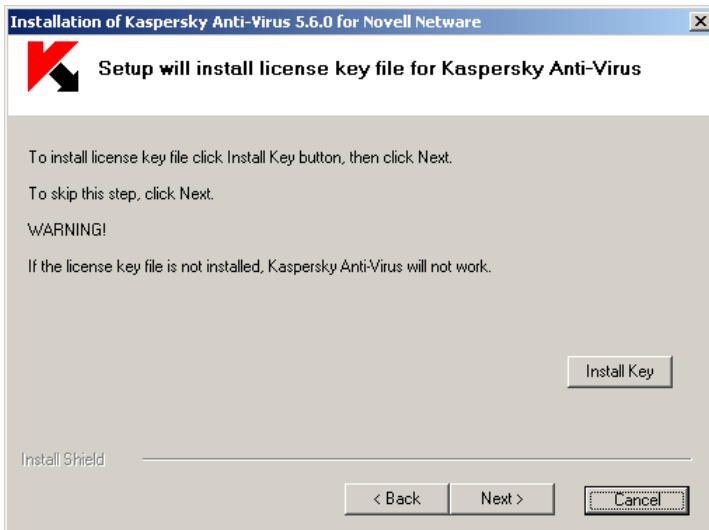 Installation of Kaspersky Anti-Virus 5.6.0 for Novell Netware
Setup will install license key file for Kaspersky Anti-Virus
To install license key file click Install Key button, then click Next.
To skip this step, click Next.
WARNING!
If the license key file is not installed, Kaspersky Anti-Virus will not work.
Install Key
Install Shield
< Back Next > Cancel